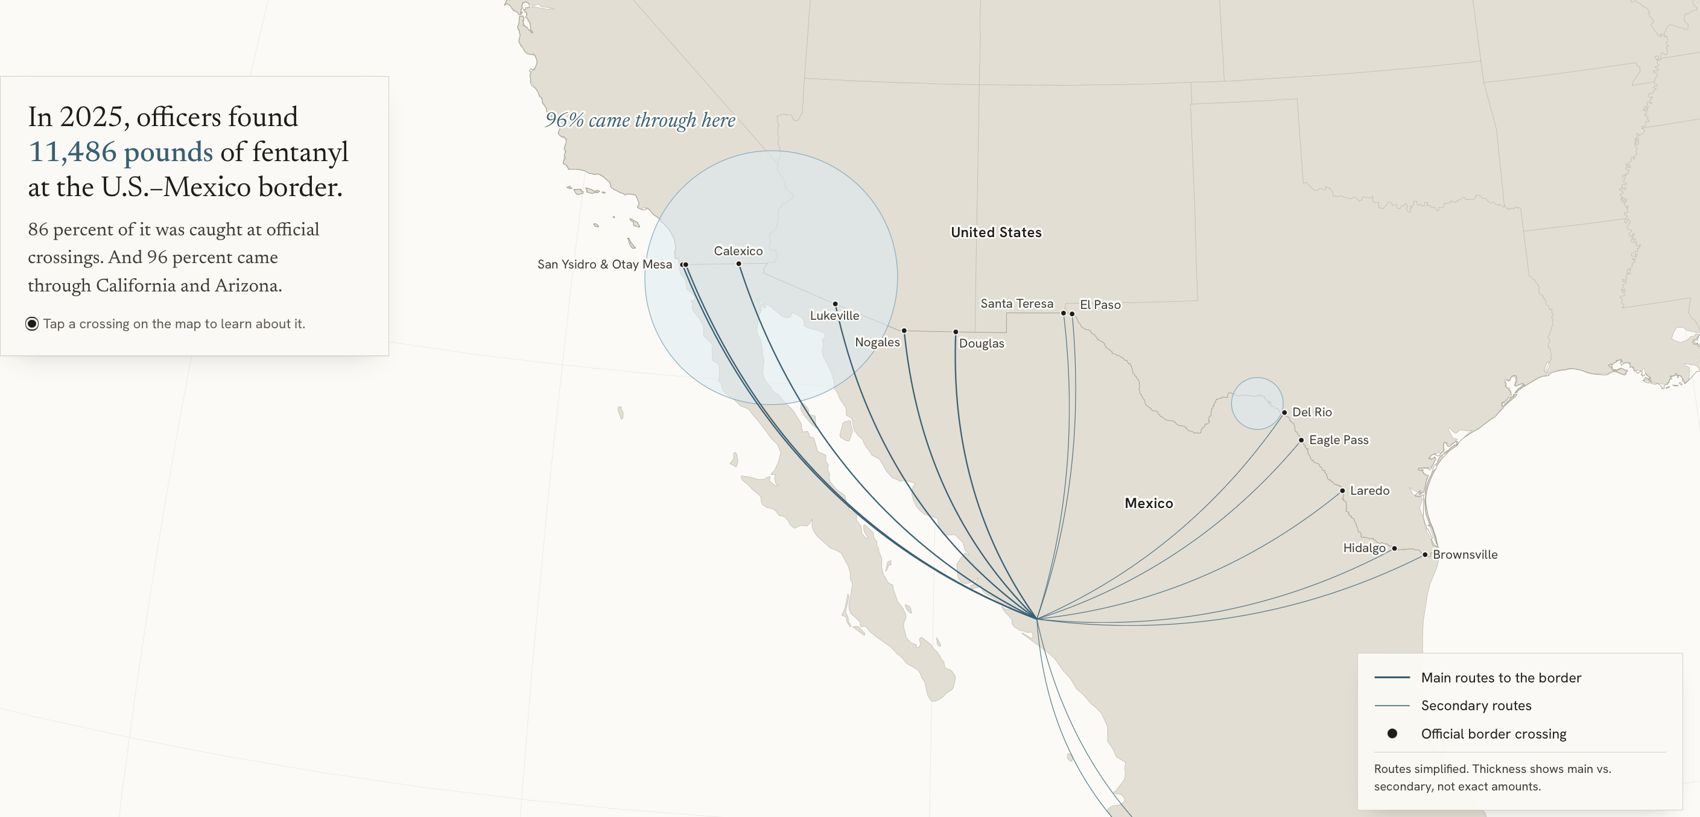 In 2025, officers found
11,486 pounds of fentanyl
at the U.S.–Mexico border.
86 percent of it was caught at official
crossings. And 96 percent came
through California and Arizona.
Tap a crossing on the map to learn about it.
96% came through here
United States
Calexico
San Ysidro & Otay Mesa
Lukeville
Nogales
Douglas
Santa Teresa
El Paso
Del Rio
Eagle Pass
Laredo
Mexico
Hidalgo
Brownsville
Main routes to the border
Secondary routes
Official border crossing
Routes simplified. Thickness shows main vs.
secondary, not exact amounts.